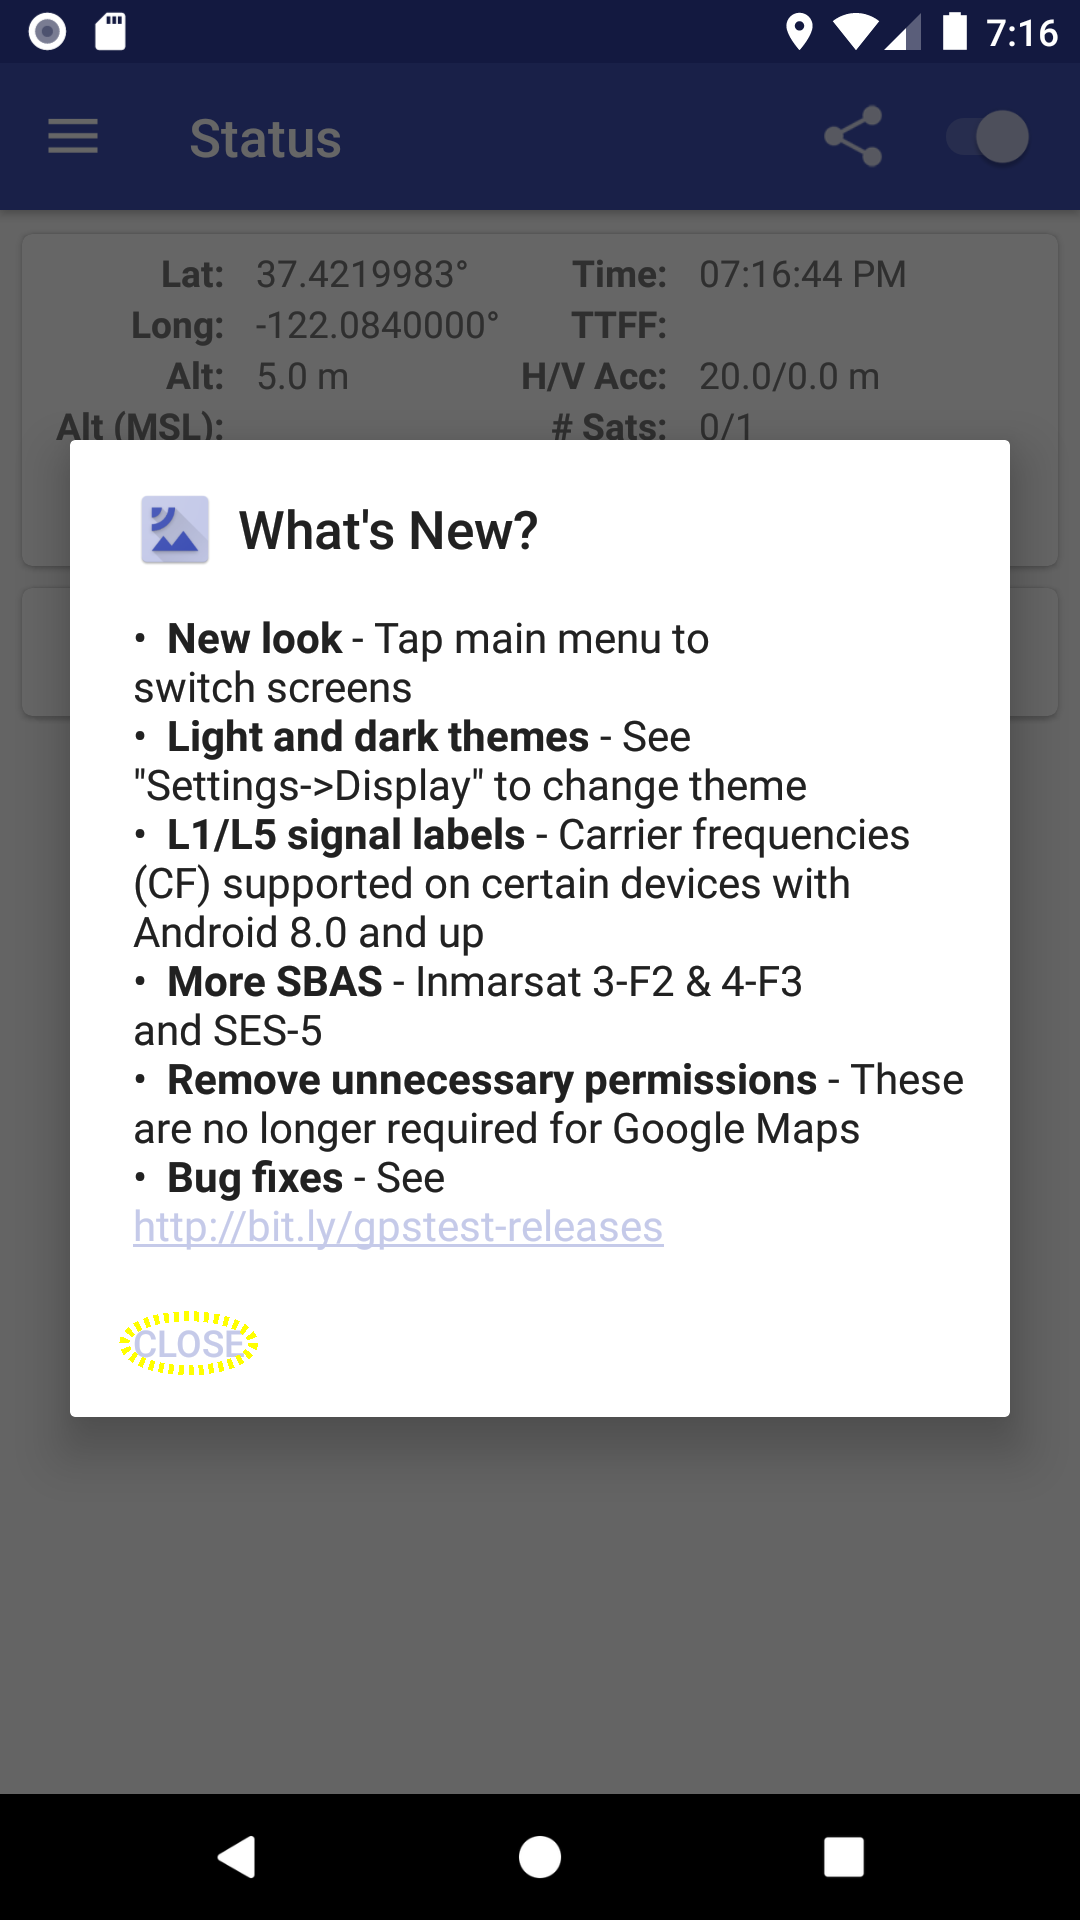 7:16
Status
Lat: 37.4219983° Time: 07:16:44 PM
Long: -122.0840000° TTFF:
Alt: 5.0 m H/V Acc: 20.0/0.0 m
Alt (MSL): # Sats: 0/1
What's New?
• New look - Tap main menu to
switch screens
• Light and dark themes - See
"Settings->Display" to change theme
• L1/L5 signal labels - Carrier frequencies
(CF) supported on certain devices with
Android 8.0 and up
• More SBAS - Inmarsat 3-F2 & 4-F3
and SES-5
• Remove unnecessary permissions - These
are no longer required for Google Maps
• Bug fixes - See
http://bit.ly/gpstest-releases
CLOSE